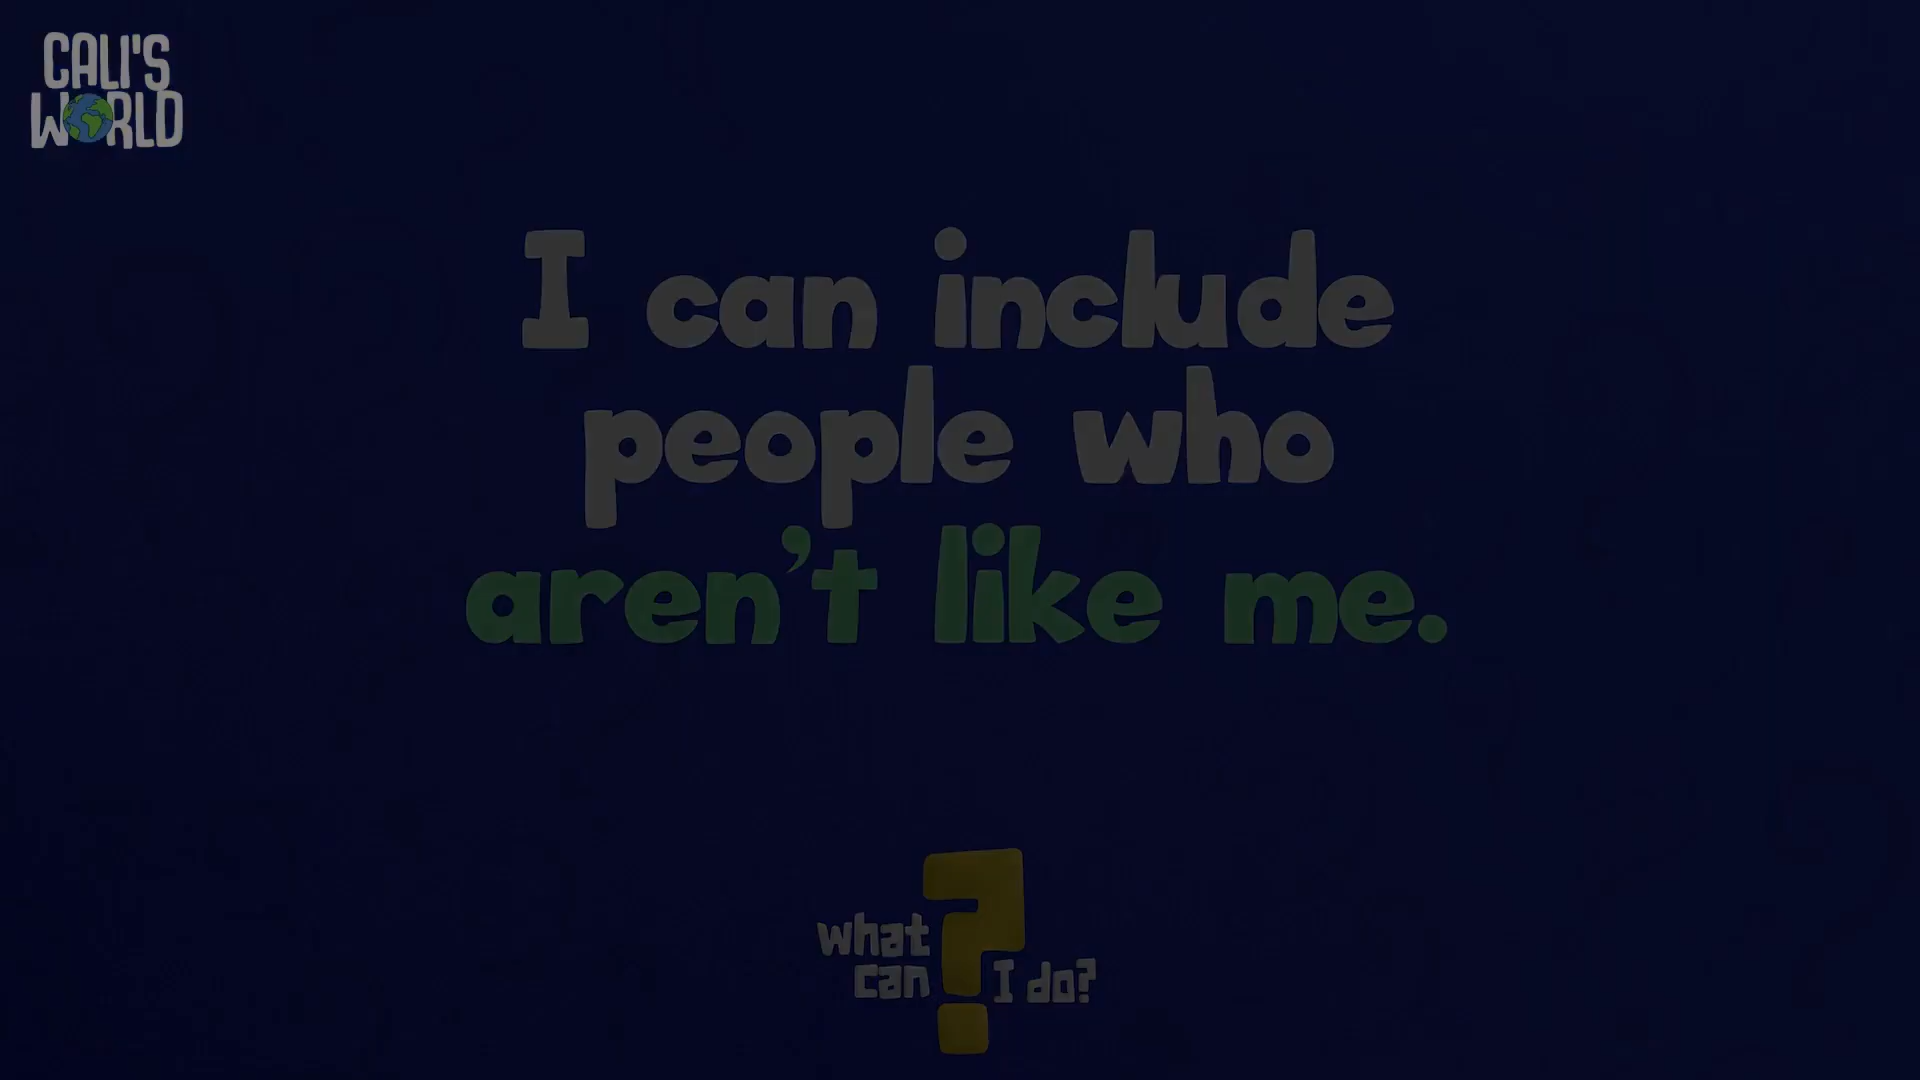 CALI'S
WORLD
I can include
people who
aren't like me.
what
can I do?